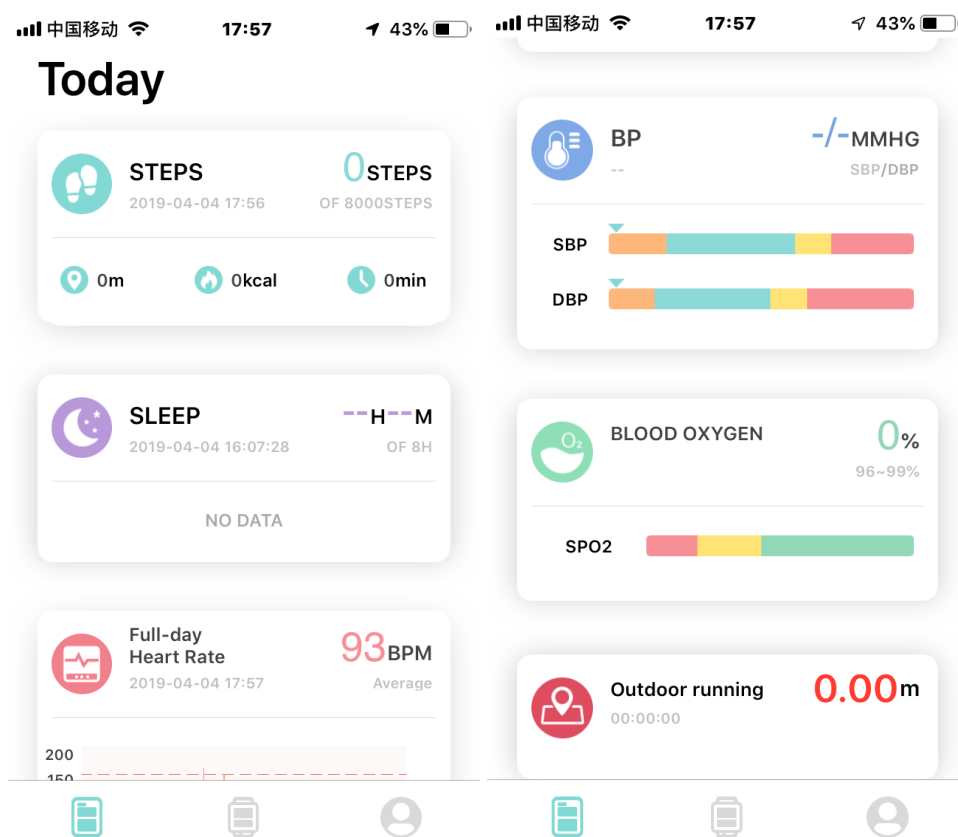 中国移动 17:57 43%
Today
STEPS 0STEPS
2019-04-04 17:56 OF 8000STEPS
0m 0kcal 0min
SLEEP --H--M
2019-04-04 16:07:28 OF 8H
NO DATA
Full-day
Heart Rate 93BPM
2019-04-04 17:57 Average
200
150
中国移动 17:57 43%
BP -/-MMHG
-- SBP/DBP
SBP
DBP
BLOOD OXYGEN 0%
96~99%
O₂
SPO2
Outdoor running 0.00m
00:00:00